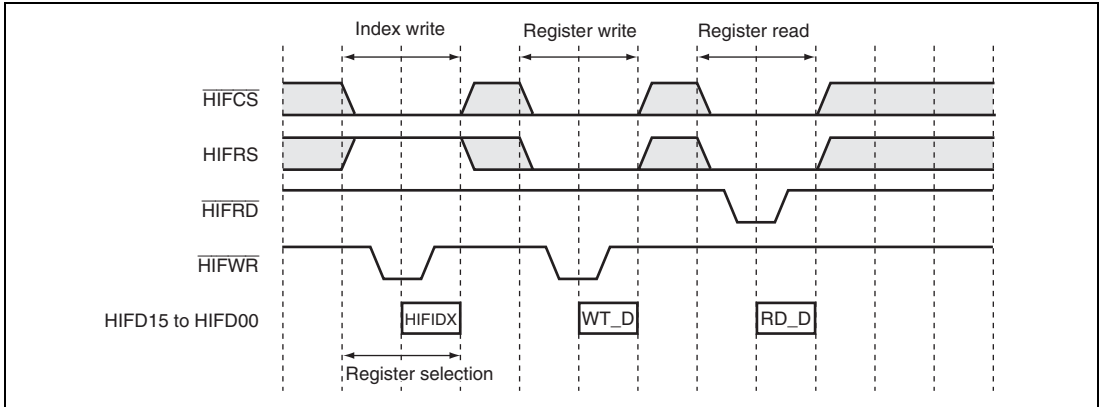 Index write Register write Register read
HIFCS
HIFRS
HIFRD
HIFWR
HIFD15 to HIFD00 HIFIDX WT_D RD_D
Register selection